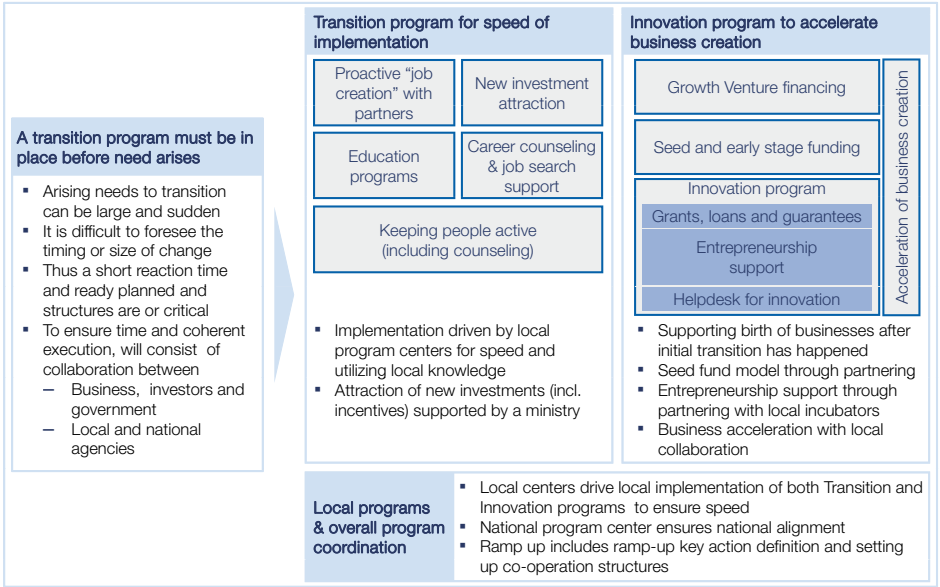 A transition program must be in
place before need arises
▪ Arising needs to transition
can be large and sudden
▪ It is difficult to foresee the
timing or size of change
▪ Thus a short reaction time
and ready planned and
structures are or critical
▪ To ensure time and coherent
execution, will consist of
collaboration between
– Business, investors and
government
– Local and national
agencies
Transition program for speed of
implementation
Proactive “job
creation” with
partners
New investment
attraction
Education
programs
Career counseling
& job search
support
Keeping people active
(including counseling)
▪ Implementation driven by local
program centers for speed and
utilizing local knowledge
▪ Attraction of new investments (incl.
incentives) supported by a ministry
Innovation program to accelerate
business creation
Growth Venture financing
Seed and early stage funding
Innovation program
Grants, loans and guarantees
Entrepreneurship
support
Helpdesk for innovation
Acceleration of business creation
▪ Supporting birth of businesses after
initial transition has happened
▪ Seed fund model through partnering
▪ Entrepreneurship support through
partnering with local incubators
▪ Business acceleration with local
collaboration
Local programs
& overall program
coordination
▪ Local centers drive local implementation of both Transition and
Innovation programs to ensure speed
▪ National program center ensures national alignment
▪ Ramp up includes ramp-up key action definition and setting
up co-operation structures